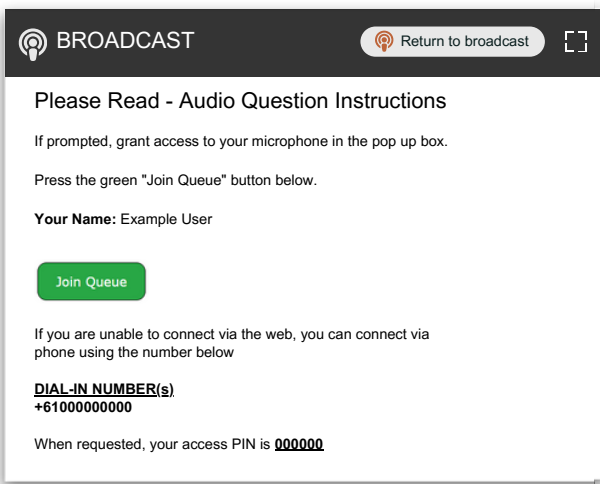 BROADCAST
Return to broadcast
Please Read - Audio Question Instructions
If prompted, grant access to your microphone in the pop up box.
Press the green "Join Queue" button below.
Your Name: Example User
Join Queue
If you are unable to connect via the web, you can connect via
phone using the number below
DIAL-IN NUMBER(s)
+61000000000
When requested, your access PIN is 000000